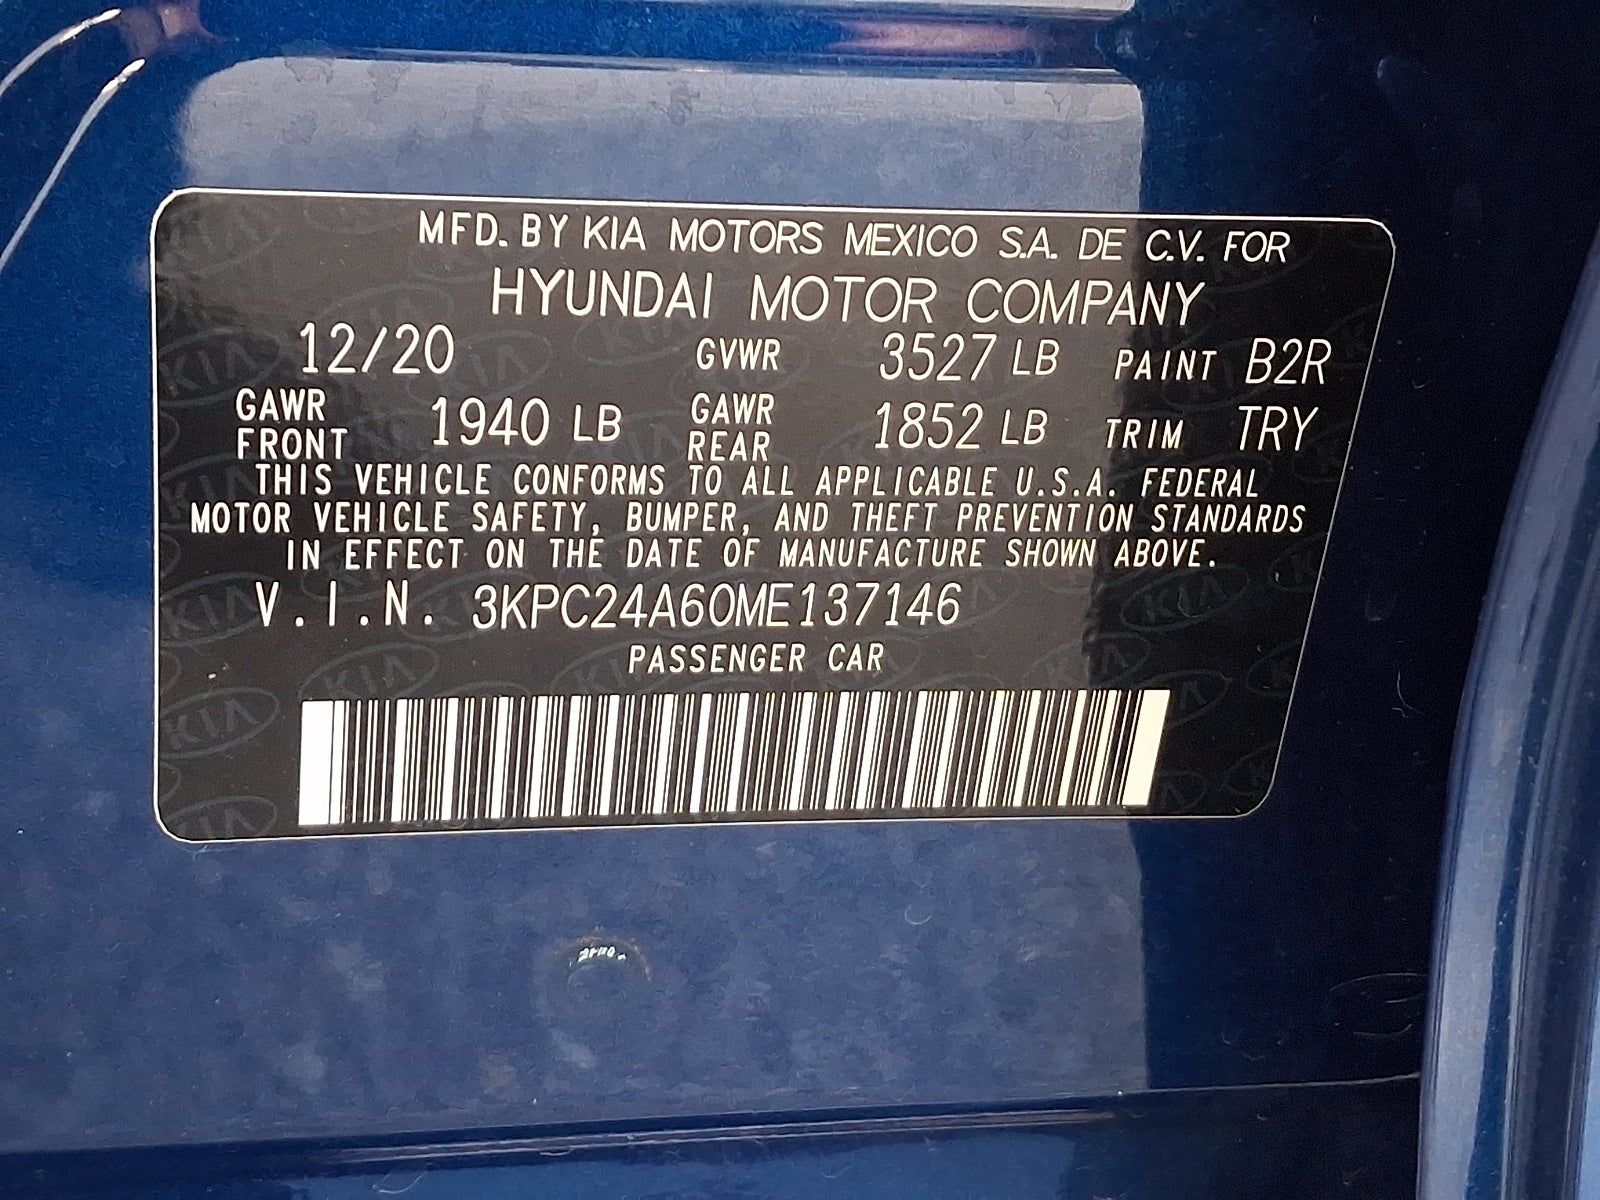 MFD. BY KIA MOTORS MEXICO S.A. DE C.V. FOR
HYUNDAI MOTOR COMPANY
12/20 GVWR 3527 LB PAINT B2R
GAWR FRONT 1940 LB GAWR REAR 1852 LB TRIM TRY
THIS VEHICLE CONFORMS TO ALL APPLICABLE U.S.A. FEDERAL
MOTOR VEHICLE SAFETY, BUMPER, AND THEFT PREVENTION STANDARDS
IN EFFECT ON THE DATE OF MANUFACTURE SHOWN ABOVE.
V.I.N. 3KPC24A60ME137146
PASSENGER CAR